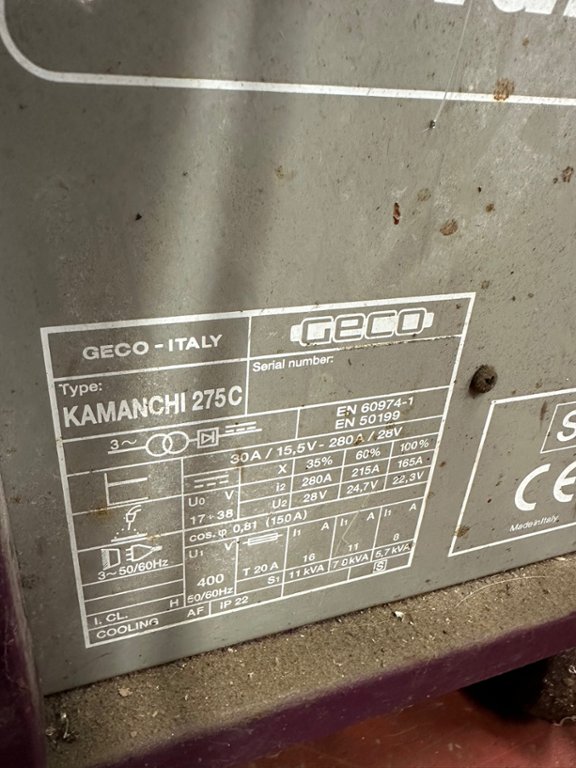 GECO - ITALY
GECO
Type:
Serial number:
KAMANCHI 275C
EN 60974-1
EN 50199
3~
30A / 15,5V - 280A / 28V
X 35% 60% 100%
U0 V
I2 280A 215A 165A
17÷38
U2 28V 24,7V 22,3V
cos. φ 0,81 (150A)
3~50/60Hz
U1 V
I1 A I1 A I1 A
400
50/60Hz
T 20 A
16 11 8
S1 11 kVA 7,6 kVA 5,7 kVA
I. CL. H
S
COOLING AF IP 22
S
CE
Made in Italy